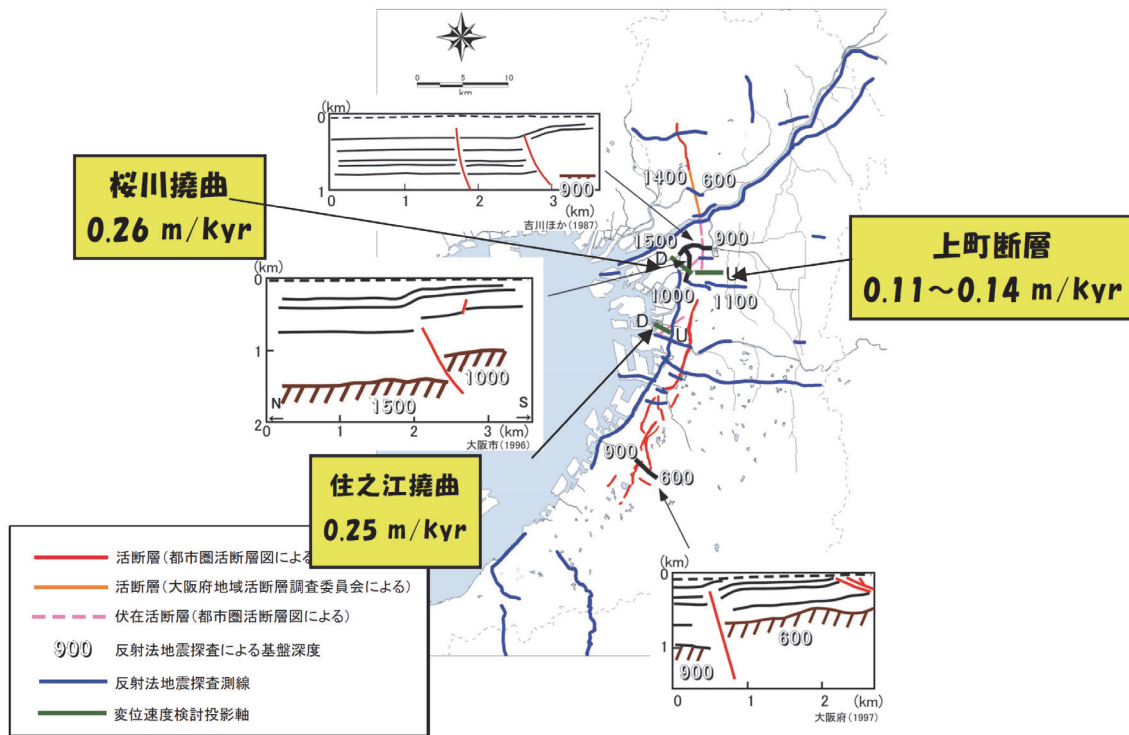 0 5 10
km
(km)
0
1
0 1 2 3
(km)
900
吉川ほか(1987)
桜川撓曲
0.26 m/kyr
1400
600
1500
900
D
U
1000
1100
上町断層
0.11～0.14 m/kyr
(km)
0
1
2
N
S
1500
1000
0 1 2 3
(km)
大阪市(1996)
D
U
住之江撓曲
0.25 m/kyr
900
600
活断層(都市圏活断層図による
活断層(大阪府地域活断層調査委員会による)
伏在活断層(都市圏活断層図による)
900 反射法地震探査による基盤深度
反射法地震探査測線
変位速度検討投影軸
(km)
0
1
900
600
0 1 2 (km)
大阪府(1997)